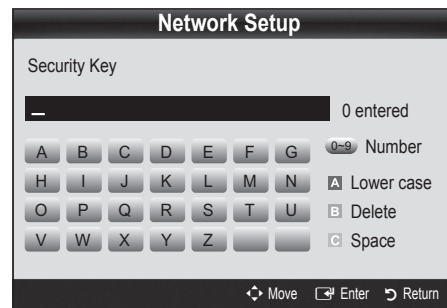 Network Setup
Security Key
_ 0 entered
A B C D E F G 0~9 Number
H I J K L M N A Lower case
O P Q R S T U B Delete
V W X Y Z C Space
Move Enter Return